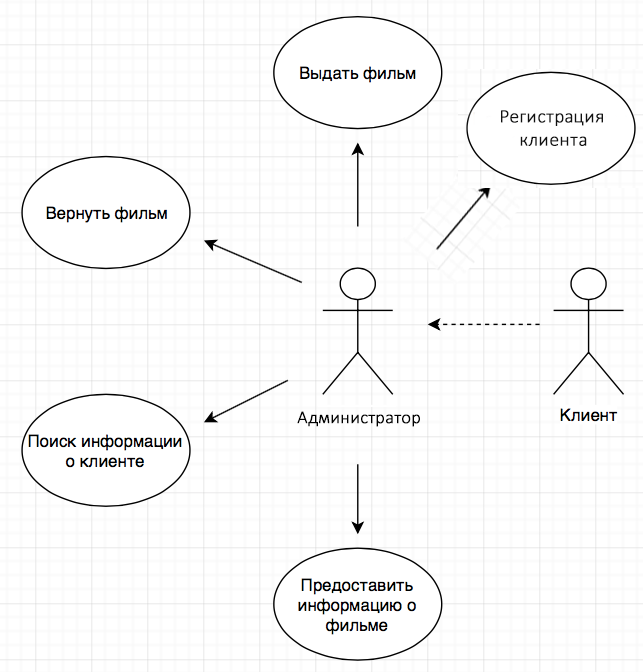 Выдать фильм
Регистрация
клиента
Вернуть фильм
Администратор
Клиент
Поиск информации
о клиенте
Предоставить
информацию о
фильме